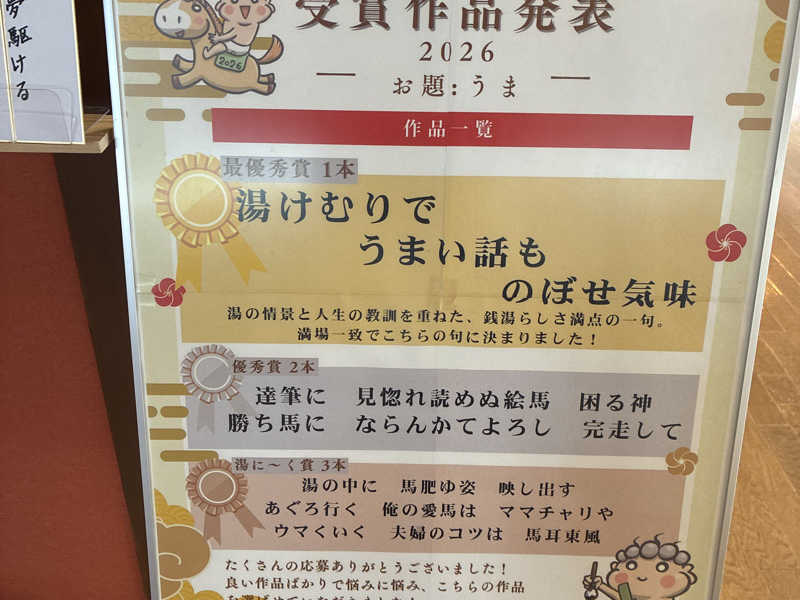 夢駆ける
受賞作品発表
2026
お題:うま
2026
作品一覧
最優秀賞 1本
湯けむりで
うまい話も
のぼせ気味
湯の情景と人生の教訓を重ねた、銭湯らしさ満点の一句。
満場一致でこちらの句に決まりました!
優秀賞 2本
達筆に 見惚れ読めぬ絵馬 困る神
勝ち馬に ならんかてよろし 完走して
湯に~く賞 3本
湯の中に 馬肥ゆ姿 映し出す
あぐろ行く 俺の愛馬は ママチャリや
ウマくいく 夫婦のコツは 馬耳東風
たくさんの応募ありがとうございました!
良い作品ばかりで悩みに悩み、こちらの作品